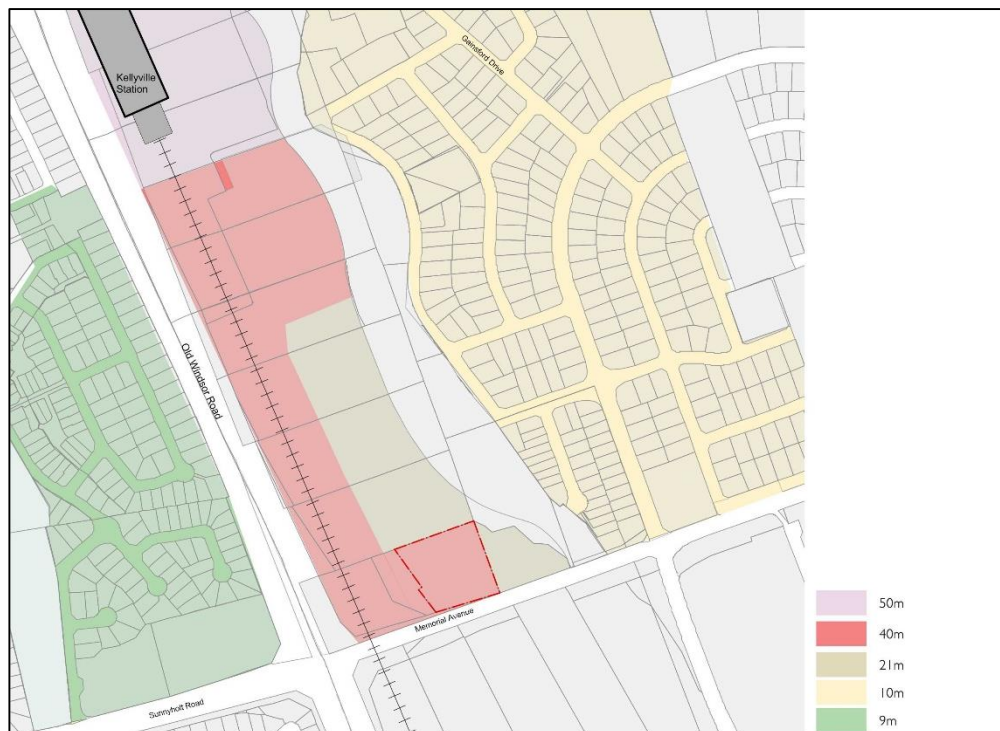 Kellyville
Station
Gainsford Drive
Old Windsor Road
Memorial Avenue
Sunnyholt Road
50m
40m
21m
10m
9m